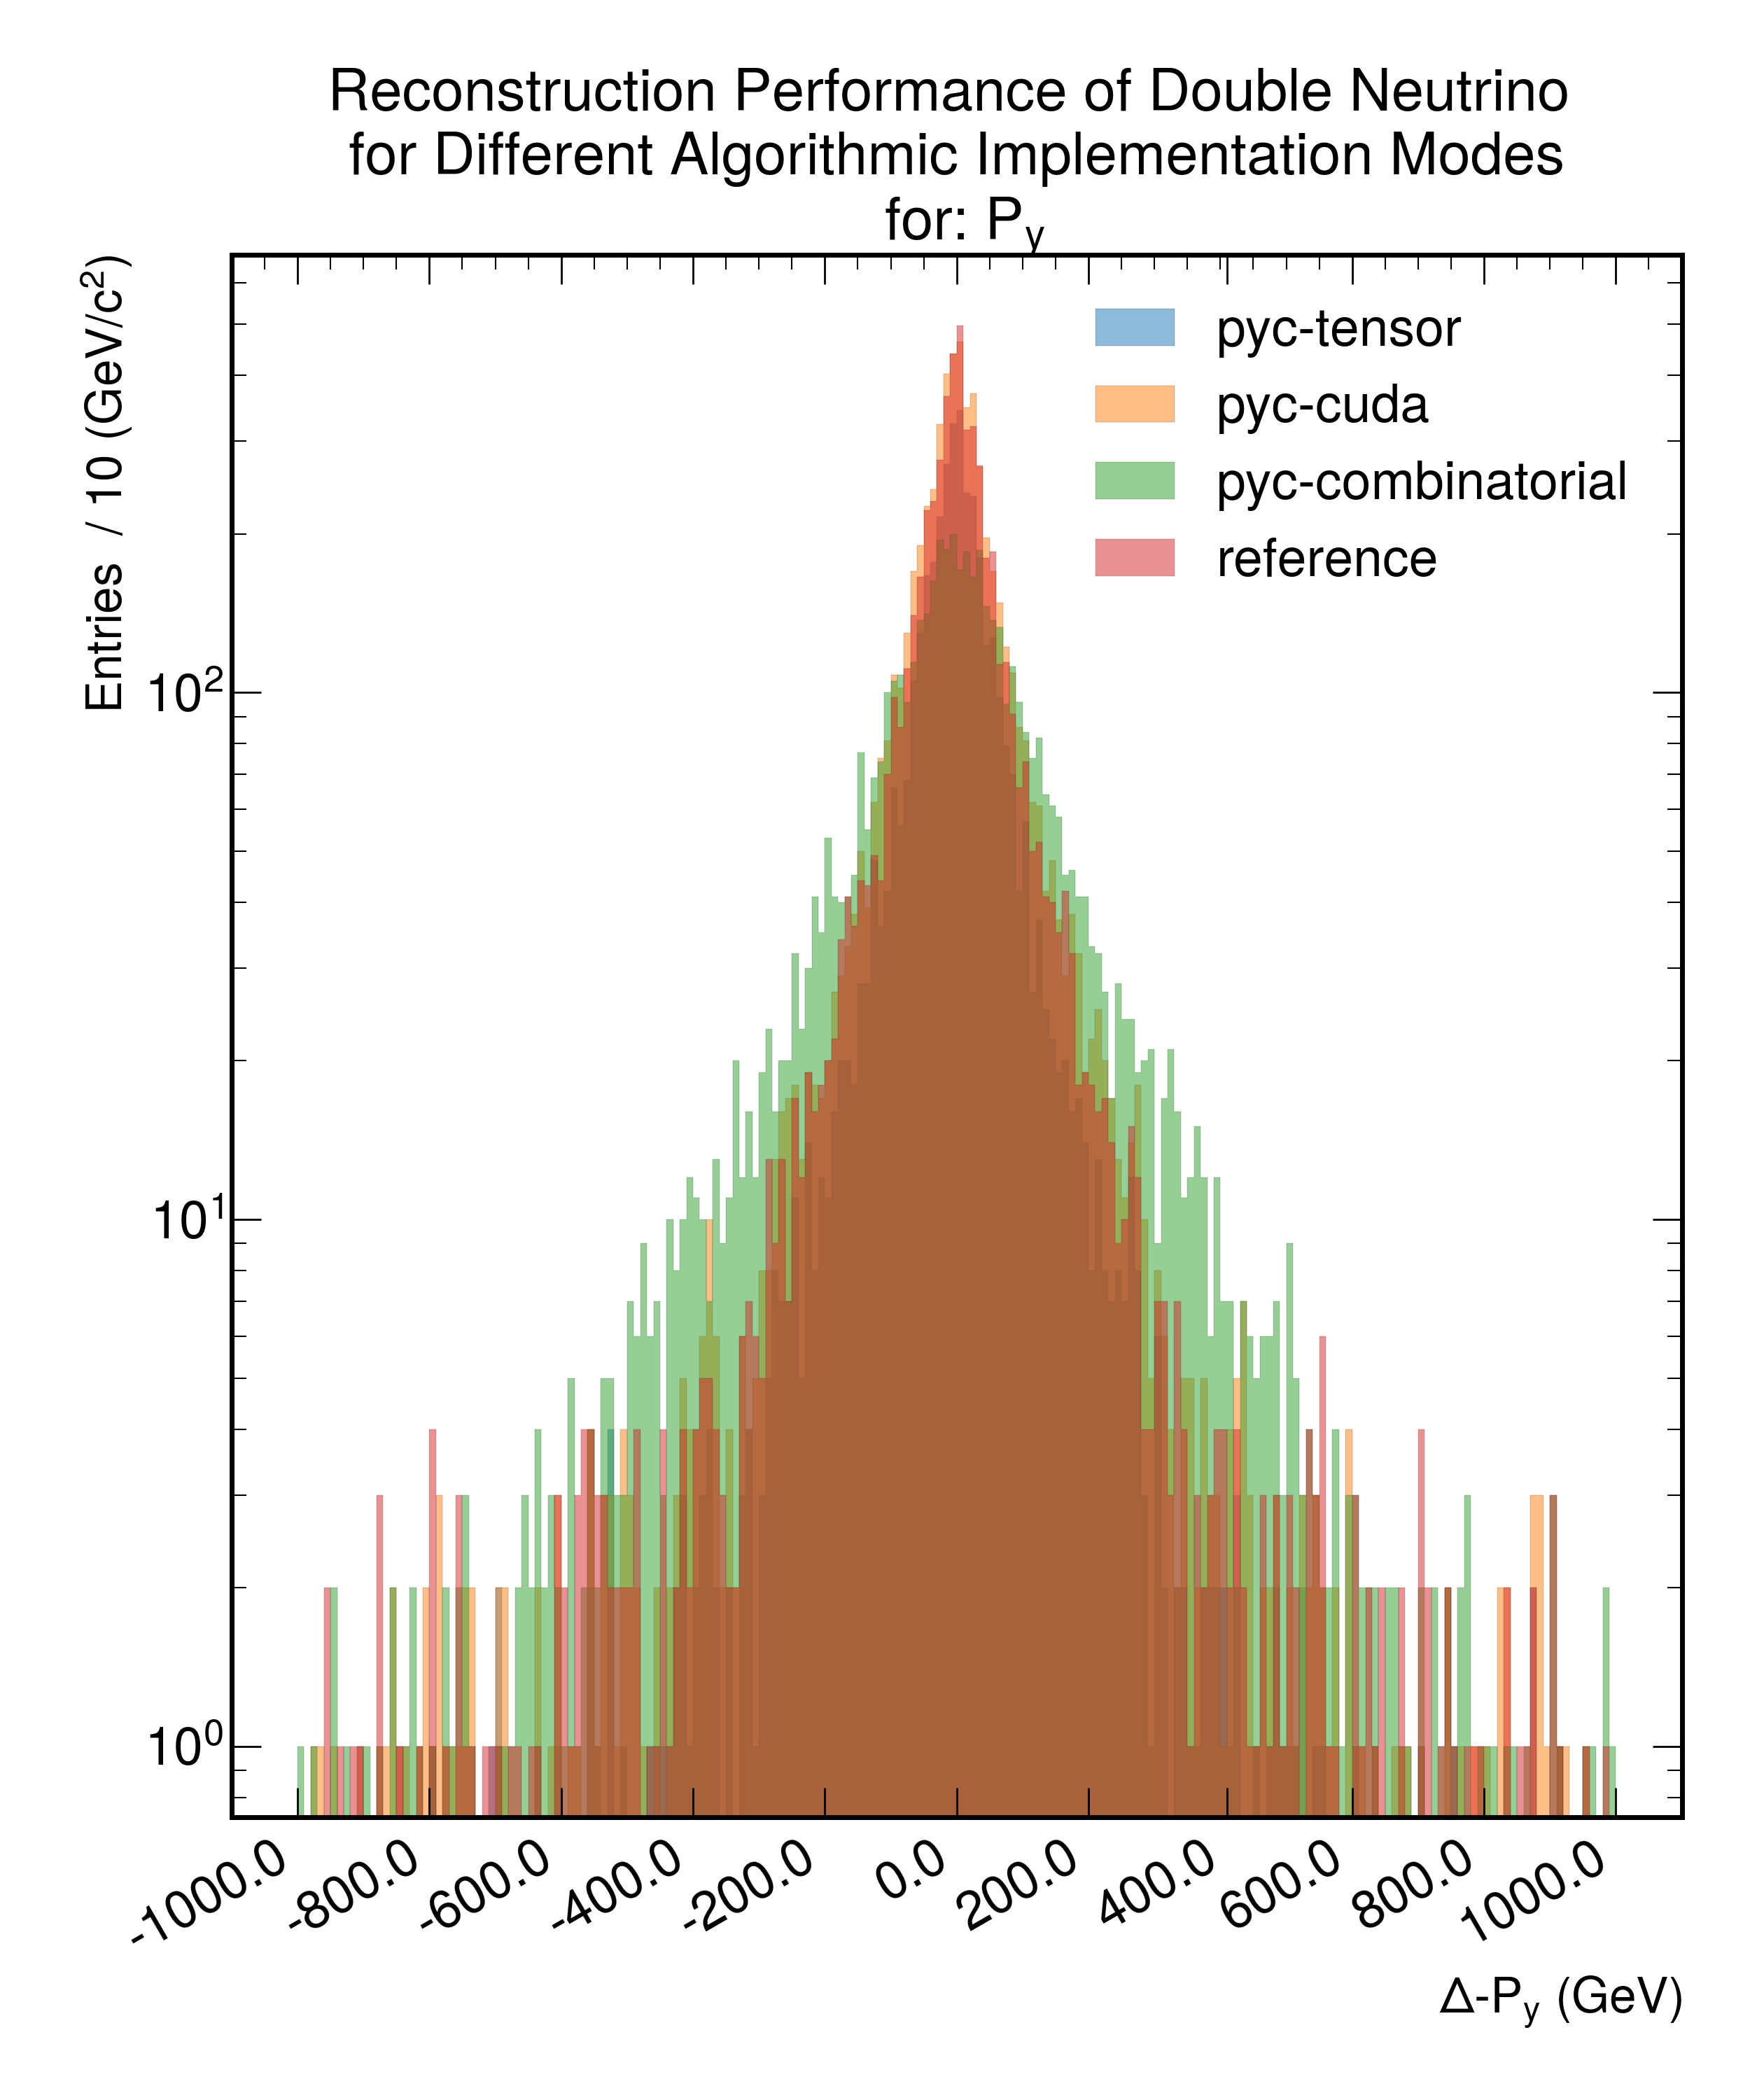 Reconstruction Performance of Double Neutrino
for Different Algorithmic Implementation Modes
for: P_y
Entries / 10 (GeV/c²)
pyc-tensor
pyc-cuda
pyc-combinatorial
reference
10²
10¹
10⁰
-1000.0 -800.0 -600.0 -400.0 -200.0 0.0 200.0 400.0 600.0 800.0 1000.0
Δ-P_y (GeV)